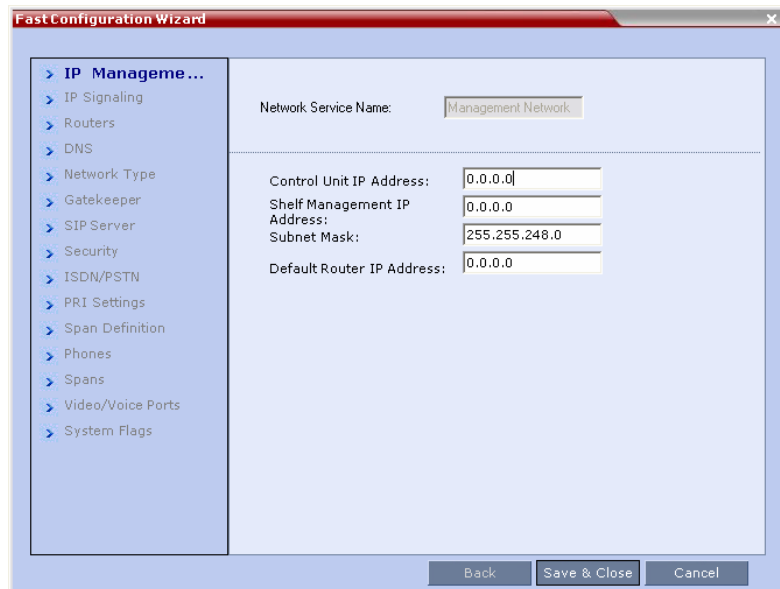 Fast Configuration Wizard
IP Manageme...
IP Signaling
Routers
DNS
Network Type
Gatekeeper
SIP Server
Security
ISDN/PSTN
PRI Settings
Span Definition
Phones
Spans
Video/Voice Ports
System Flags
Network Service Name: Management Network
Control Unit IP Address: 0.0.0.0
Shelf Management IP
Address: 0.0.0.0
Subnet Mask: 255.255.248.0
Default Router IP Address: 0.0.0.0
Back Save & Close Cancel